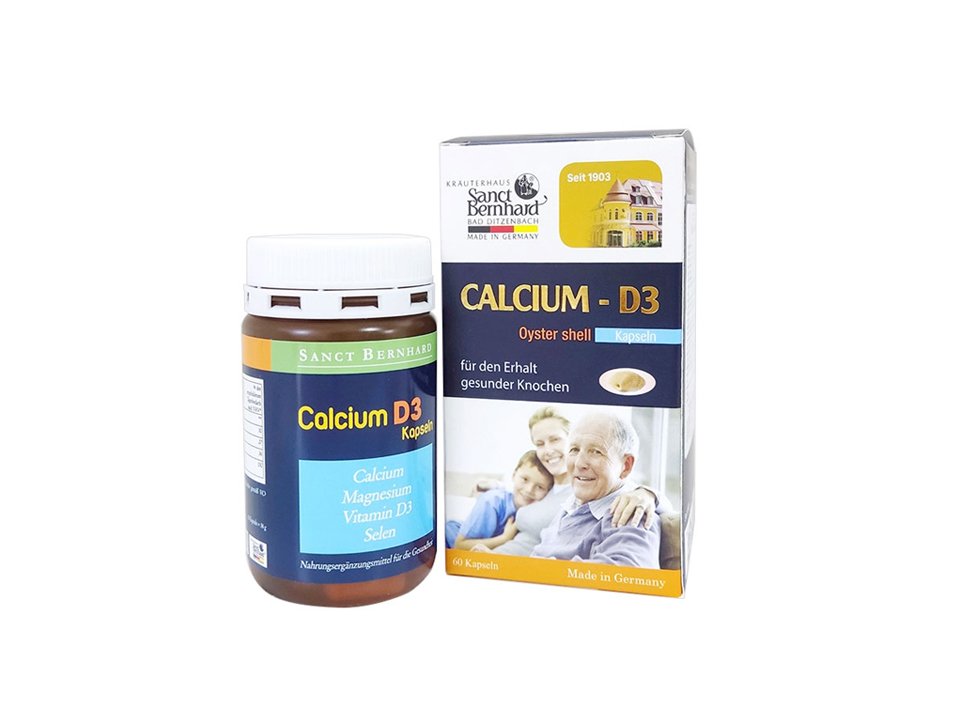 SANCT BERNHARD
Calcium D3
Kapseln
Calcium
Magnesium
Vitamin D3
Selen
Nahrungsergänzungsmittel für die Gesundheit
KRÄUTERHAUS
Sanct
Bernhard
BAD DITZENBACH
MADE IN GERMANY
Seit 1903
CALCIUM - D3
Oyster shell Kapseln
für den Erhalt
gesunder Knochen
60 Kapseln
Made in Germany